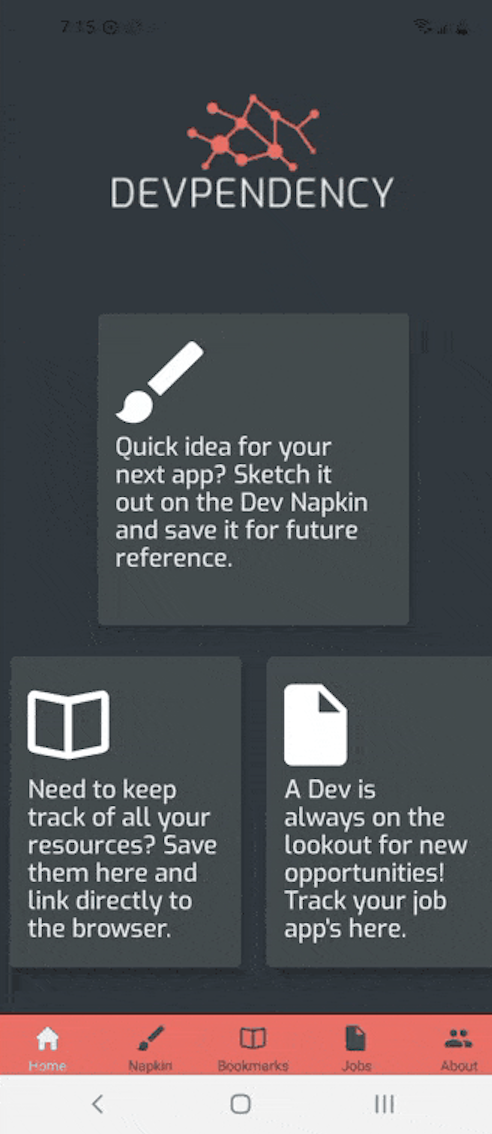 7:15
DEVPENDENCY
Quick idea for your
next app? Sketch it
out on the Dev Napkin
and save it for future
reference.
Need to keep
track of all your
resources? Save
them here and
link directly to
the browser.
A Dev is
always on the
lookout for new
opportunities!
Track your job
app's here.
Home
Napkin
Bookmarks
Jobs
About